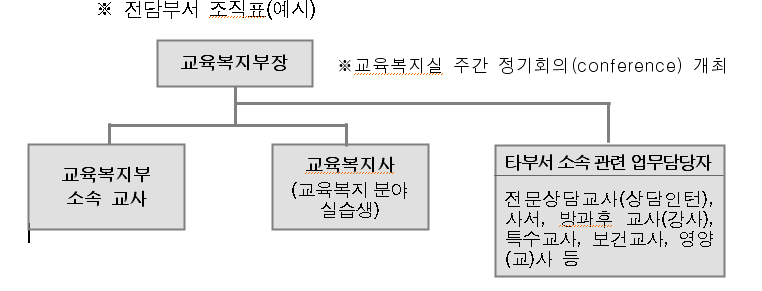 ※ 전담부서 조직표(예시)
교육복지부장
※교육복지실 주간 정기회의(conference) 개최
교육복지부
소속 교사
교육복지사
(교육복지 분야
실습생)
타부서 소속 관련 업무담당자
전문상담교사(상담인턴),
사서, 방과후 교사(강사),
특수교사, 보건교사, 영양
(교)사 등